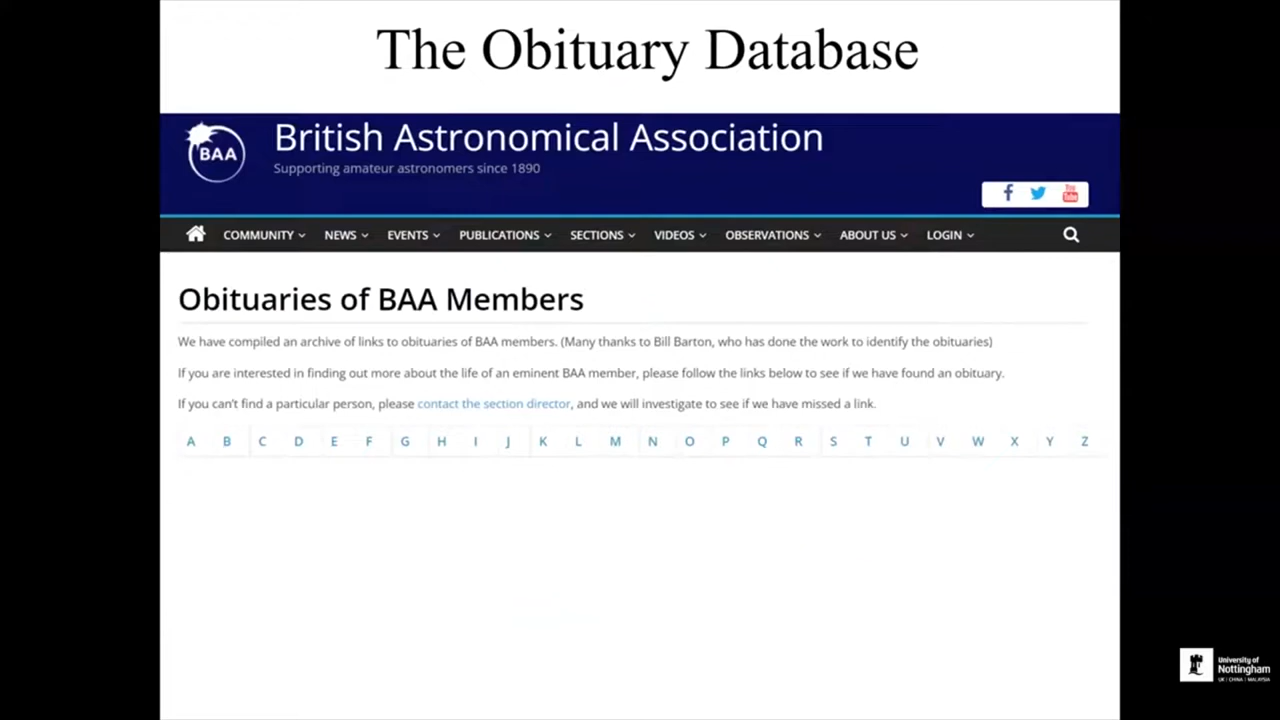 The Obituary Database
BAA
British Astronomical Association
Supporting amateur astronomers since 1890
You
Tube
COMMUNITY NEWS EVENTS PUBLICATIONS SECTIONS VIDEOS OBSERVATIONS ABOUT US LOGIN
Obituaries of BAA Members
We have compiled an archive of links to obituaries of BAA members. (Many thanks to Bill Barton, who has done the work to identify the obituaries)
If you are interested in finding out more about the life of an eminent BAA member, please follow the links below to see if we have found an obituary.
If you can't find a particular person, please contact the section director, and we will investigate to see if we have missed a link.
A B C D E F G H I J K L M N O P Q R S T U V W X Y Z
University of
Nottingham
UK | CHINA | MALAYSIA